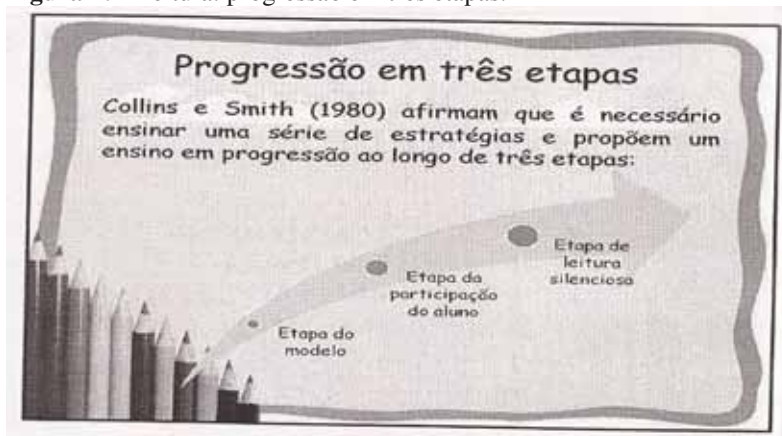 Progressão em três etapas
Collins e Smith (1980) afirmam que é necessário
ensinar uma série de estratégias e propõem um
ensino em progressão ao longo de três etapas:
Etapa do
modelo
Etapa da
participação
do aluno
Etapa de
leitura
silenciosa